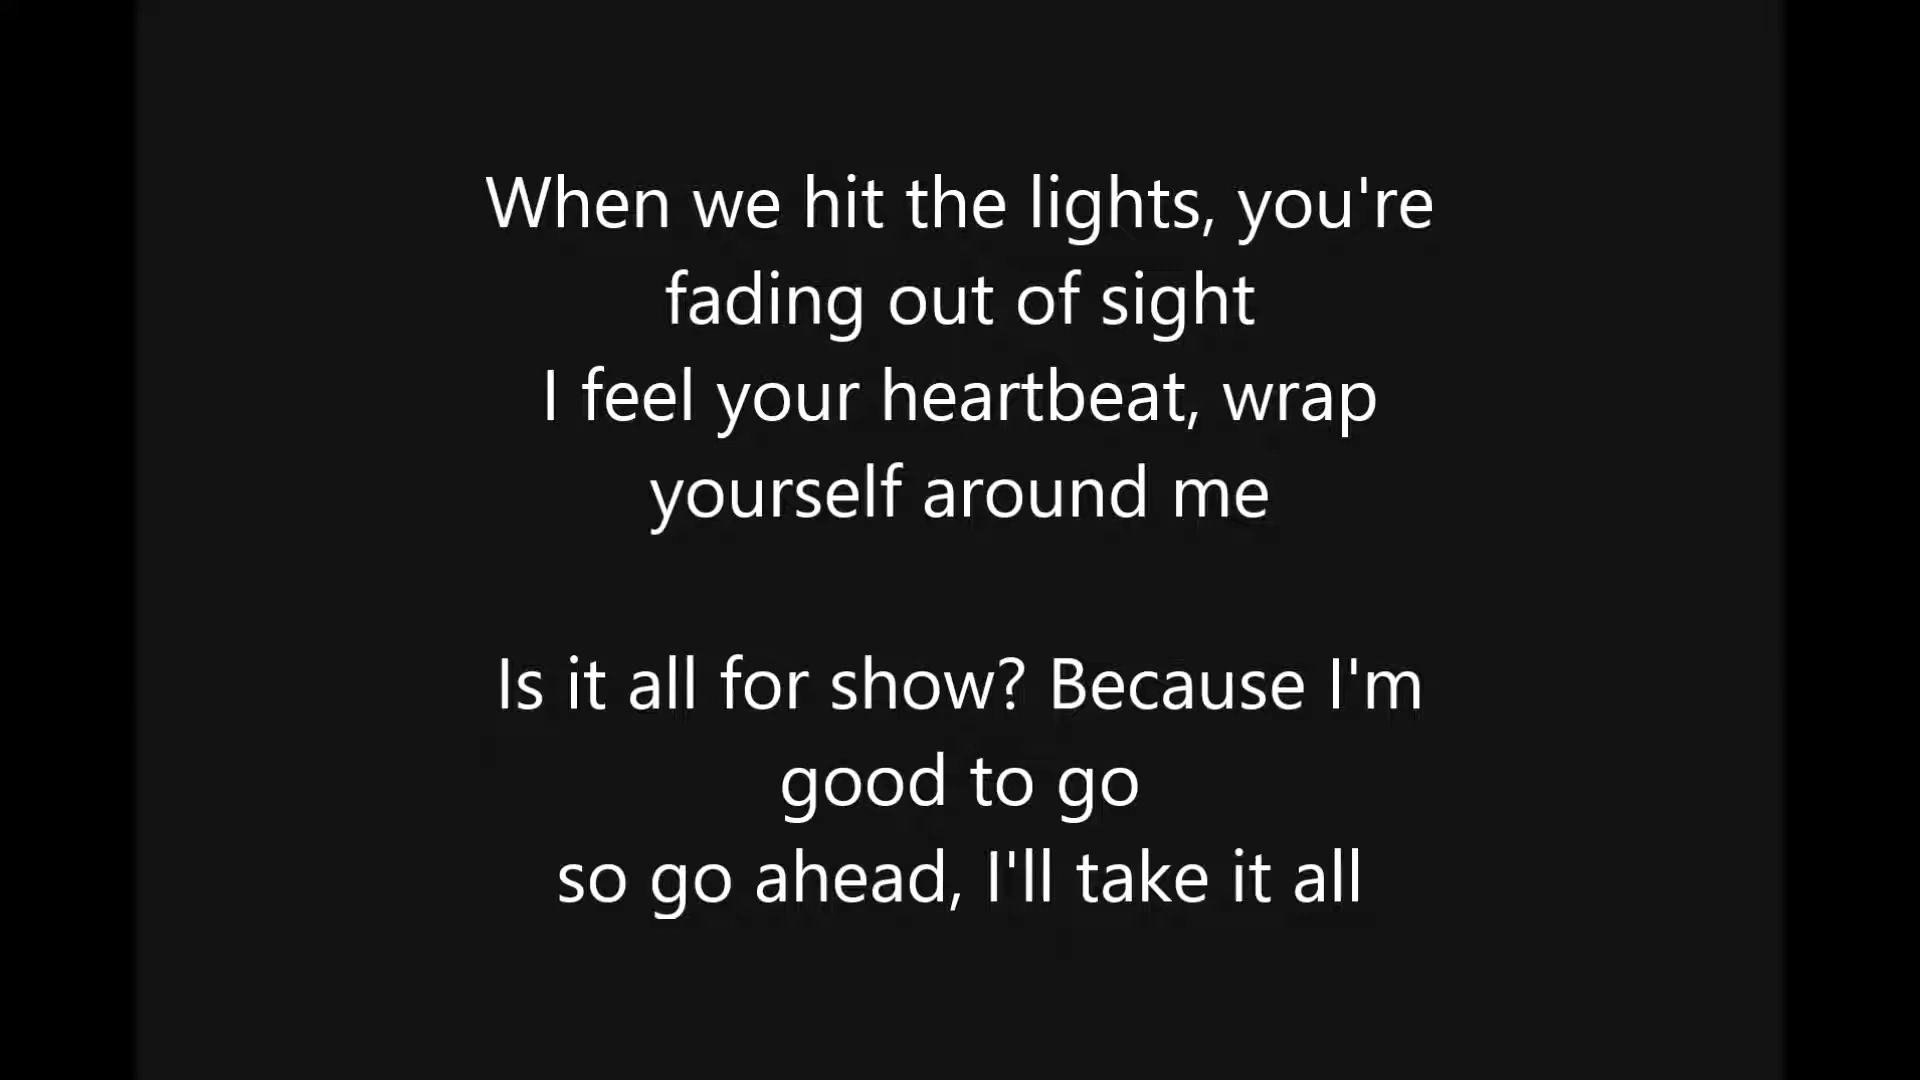 When we hit the lights, you're
fading out of sight
I feel your heartbeat, wrap
yourself around me
Is it all for show? Because I'm
good to go
so go ahead, I'll take it all